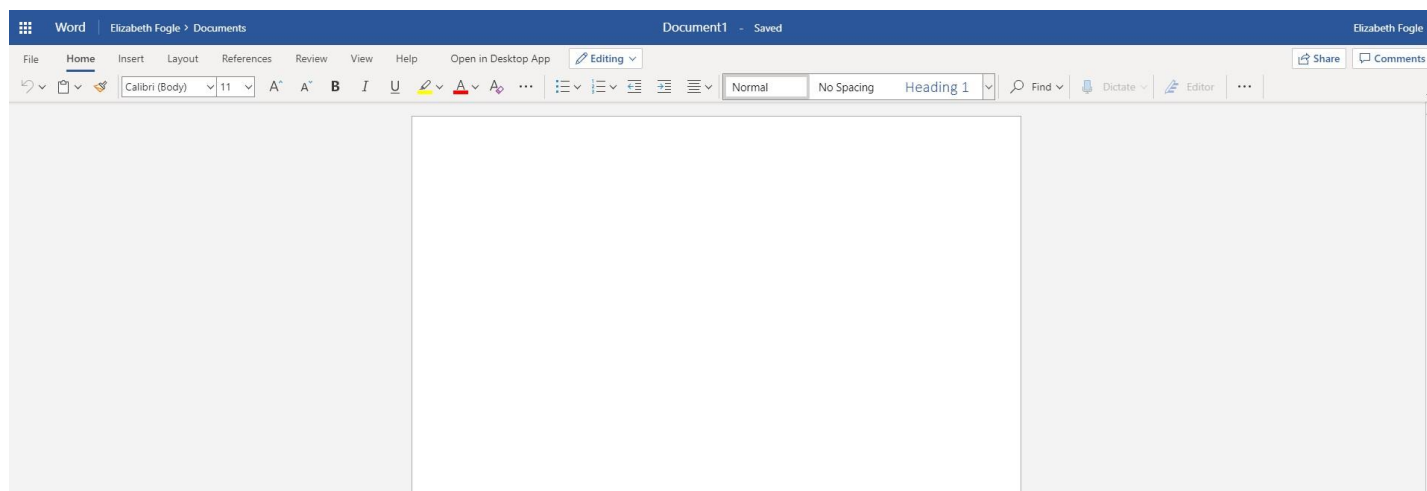 Word Elizabeth Fogle > Documents Document1 - Saved Elizabeth Fogle
File Home Insert Layout References Review View Help Open in Desktop App Editing Share Comments
Calibri (Body) 11 A^ Aˇ B I U A A ... Normal No Spacing Heading 1 Find Dictate Editor ...